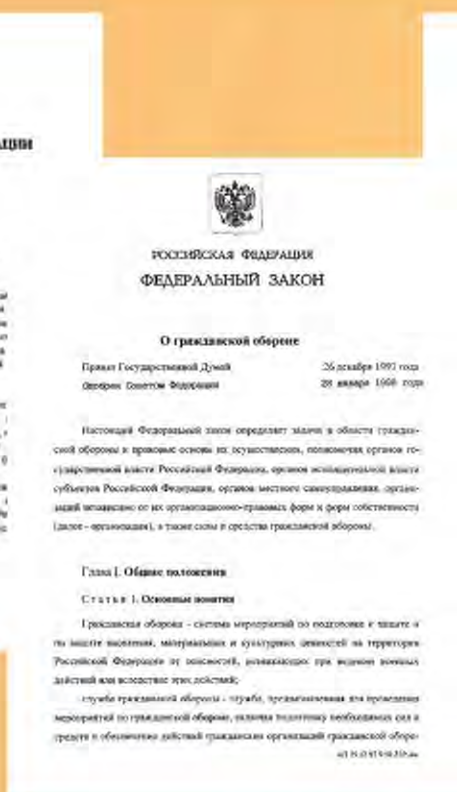 АЦИИ
РОССИЙСКАЯ ФЕДЕРАЦИЯ
ФЕДЕРАЛЬНЫЙ ЗАКОН
О гражданской обороне
Принят Государственной Думой 26 декабря 1997 года
Одобрен Советом Федерации 28 января 1998 года
Настоящий Федеральный закон определяет задачи в области граждан-
ской обороны и правовые основы их осуществления, полномочия органов го-
сударственной власти Российской Федерации, органов исполнительной власти
субъектов Российской Федерации, органов местного самоуправления, органи-
заций независимо от их организационно-правовых форм и форм собственности
(далее - организации), а также силы и средства гражданской обороны.
Глава I. Общие положения
Статья 1. Основные понятия
Гражданская оборона - система мероприятий по подготовке к защите и
по защите населения, материальных и культурных ценностей на территории
Российской Федерации от опасностей, возникающих при ведении военных
действий или вследствие этих действий;
служба гражданской обороны - служба, предназначенная для проведения
мероприятий по гражданской обороне, включая подготовку необходимых сил и
средств и обеспечение действий гражданских организаций гражданской оборо-